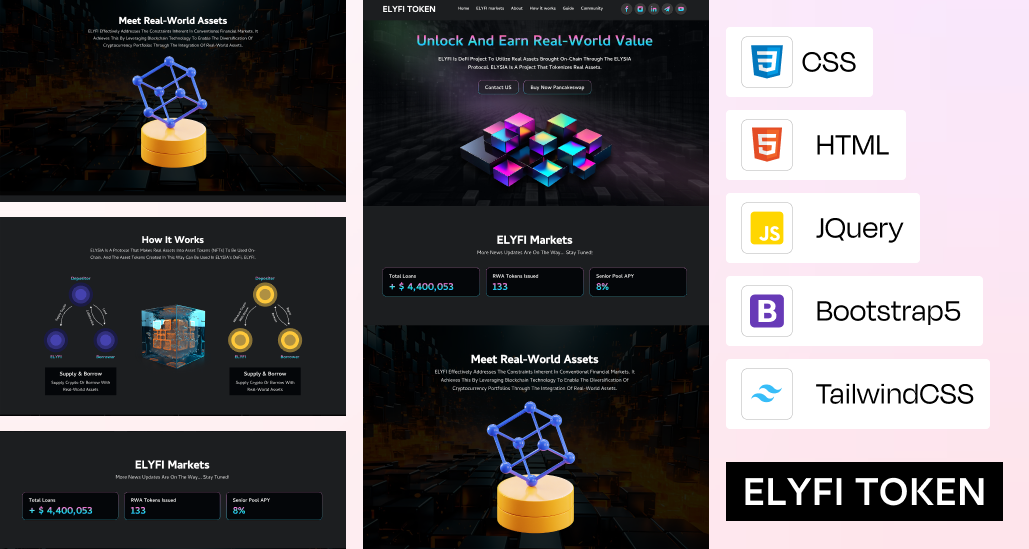 Meet Real-World Assets
ELYFI Effectively Addresses The Constraints Inherent In Conventional Financial Markets. It
Achieves This By Leveraging Blockchain Technology To Enable The Diversification Of
Cryptocurrency Portfolios Through The Integration Of Real-World Assets.
How It Works
ELYSIA Is A Protocol That Makes Real Assets Into Asset Tokens (NFTs) To Be Used On-
Chain, And The Asset Tokens Created In This Way Can Be Used In ELYSIA's DeFi, ELYFI.
Depositor
ELYFI
Borrower
Depositor
ELYFI
Borrower
Supply & Borrow
Supply Crypto Or Borrow With
Real-World Assets
Supply & Borrow
Supply Crypto Or Borrow With
Real-World Assets
ELYFI Markets
More News Updates Are On The Way... Stay Tuned!
Total Loans
+ $ 4,400,053
RWA Tokens Issued
133
Senior Pool APY
8%
ELYFI TOKEN
Home
ELYFI markets
About
How it works
Guide
Community
Unlock And Earn Real-World Value
ELYFI Is DeFi Project To Utilize Real Assets Brought On-Chain Through The ELYSIA
Protocol. ELYSIA Is A Project That Tokenizes Real Assets.
Contact US
Buy Now Pancakeswap
ELYFI Markets
More News Updates Are On The Way... Stay Tuned!
Total Loans
+ $ 4,400,053
RWA Tokens Issued
133
Senior Pool APY
8%
Meet Real-World Assets
ELYFI Effectively Addresses The Constraints Inherent In Conventional Financial Markets. It
Achieves This By Leveraging Blockchain Technology To Enable The Diversification Of
Cryptocurrency Portfolios Through The Integration Of Real-World Assets.
3
CSS
5
HTML
JS
JQuery
B
Bootstrap5
TailwindCSS
ELYFI TOKEN